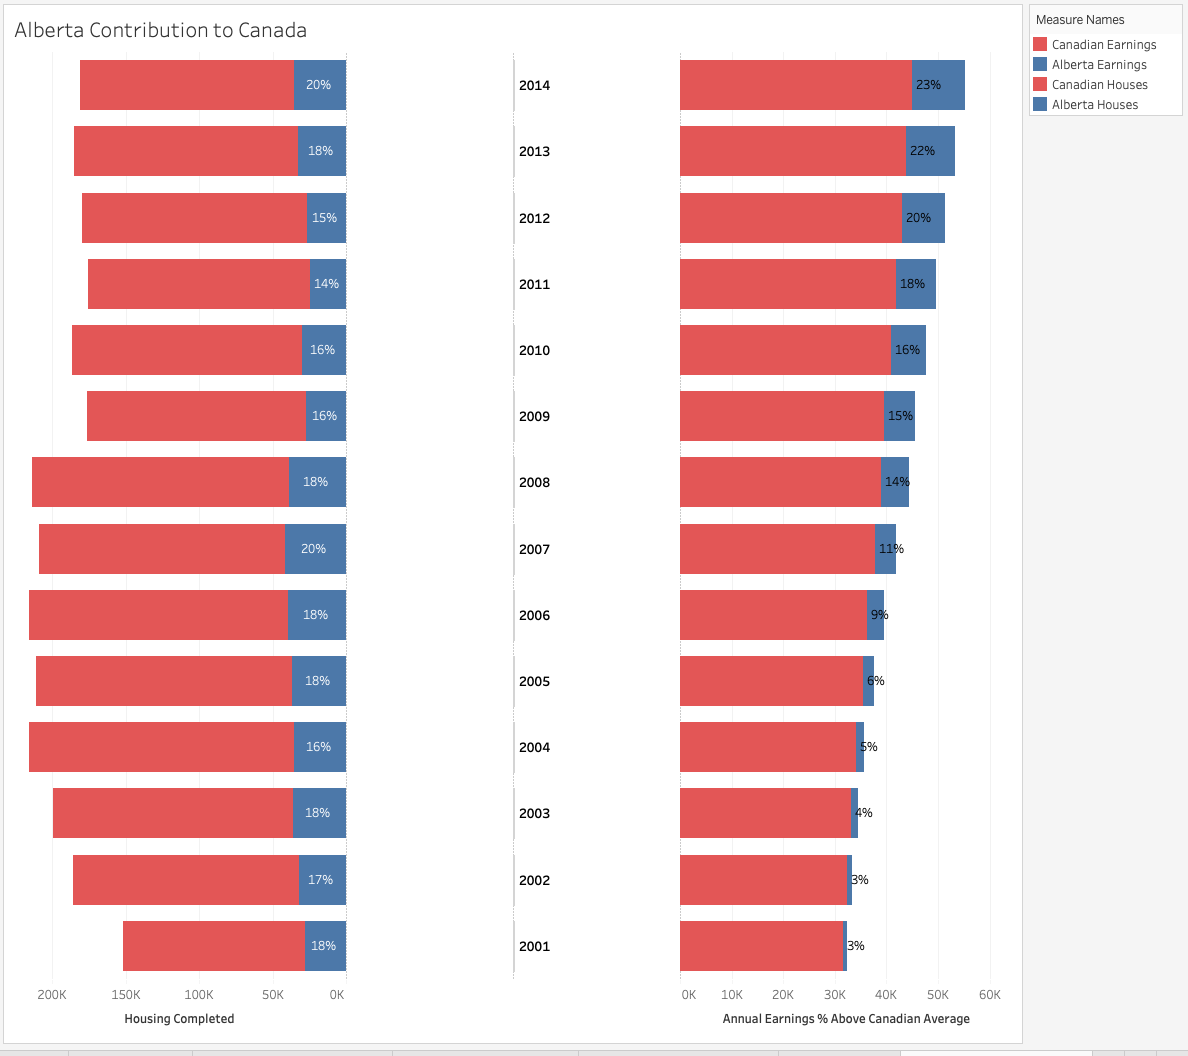 Alberta Contribution to Canada
Measure Names
Canadian Earnings
Alberta Earnings
Canadian Houses
Alberta Houses
20% 2014 23%
18% 2013 22%
15% 2012 20%
14% 2011 18%
16% 2010 16%
16% 2009 15%
18% 2008 14%
20% 2007 11%
18% 2006 9%
18% 2005 6%
16% 2004 5%
18% 2003 4%
17% 2002 3%
18% 2001 3%
200K 150K 100K 50K 0K 0K 10K 20K 30K 40K 50K 60K
Housing Completed Annual Earnings % Above Canadian Average